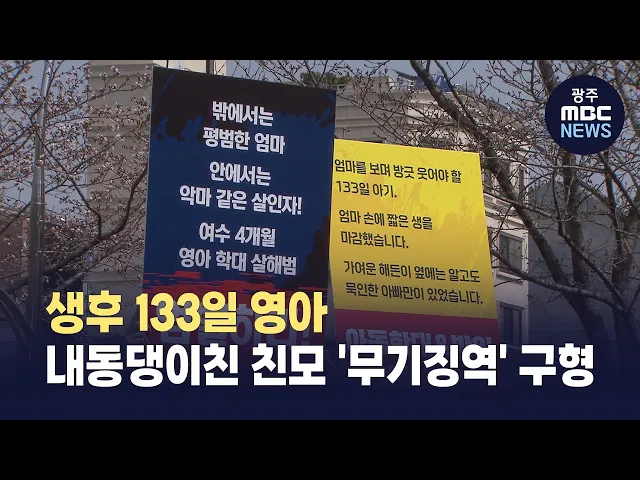 광주
MBC
NEWS
밖에서는
평범한 엄마
안에서는
악마 같은 살인자!
여수 4개월
영아 학대 살해범
엄마를 보며 방긋 웃어야 할
133일 아기.
엄마 손에 짧은 생을
마감했습니다.
가여운 해든이 옆에는 알고도
묵인한 아빠만이 있었습니다.
생후 133일 영아
내동댕이친 친모 '무기징역' 구형